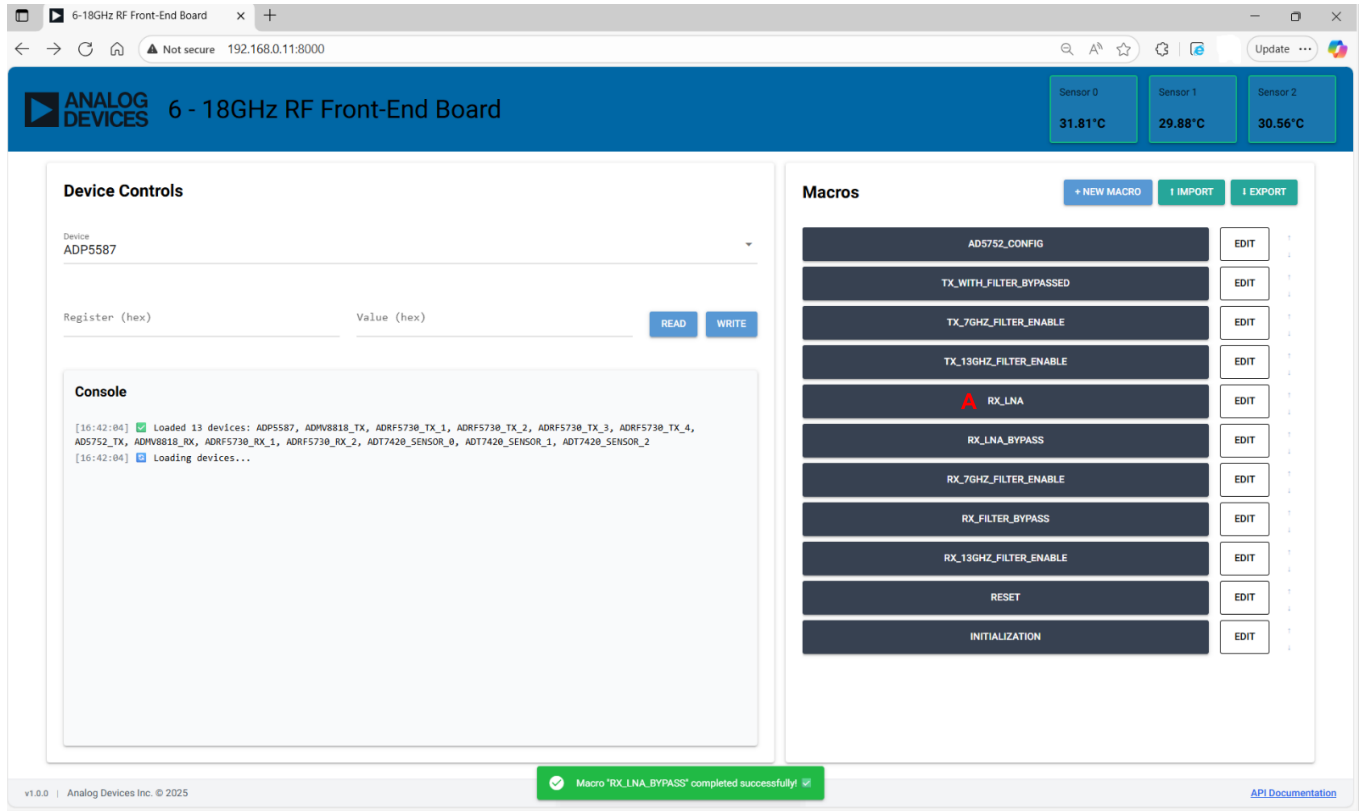 6-18GHz RF Front-End Board
Not secure 192.168.0.11:8000
Update
ANALOG
DEVICES
6 - 18GHz RF Front-End Board
Sensor 0
31.81°C
Sensor 1
29.88°C
Sensor 2
30.56°C
Device Controls
Device
ADP5587
Register (hex)
Value (hex)
READ
WRITE
Console
[16:42:04] ✅ Loaded 13 devices: ADP5587, ADMV8818_TX, ADRF5730_TX_1, ADRF5730_TX_2, ADRF5730_TX_3, ADRF5730_TX_4,
AD5752_TX, ADMV8818_RX, ADRF5730_RX_1, ADRF5730_RX_2, ADT7420_SENSOR_0, ADT7420_SENSOR_1, ADT7420_SENSOR_2
[16:42:04] 🔄 Loading devices...
Macros
+ NEW MACRO
⬆ IMPORT
⬇ EXPORT
AD5752_CONFIG
EDIT
TX_WITH_FILTER_BYPASSED
EDIT
TX_7GHZ_FILTER_ENABLE
EDIT
TX_13GHZ_FILTER_ENABLE
EDIT
A RX_LNA
EDIT
RX_LNA_BYPASS
EDIT
RX_7GHZ_FILTER_ENABLE
EDIT
RX_FILTER_BYPASS
EDIT
RX_13GHZ_FILTER_ENABLE
EDIT
RESET
EDIT
INITIALIZATION
EDIT
Macro "RX_LNA_BYPASS" completed successfully! ✅
v1.0.0 | Analog Devices Inc. © 2025
API Documentation